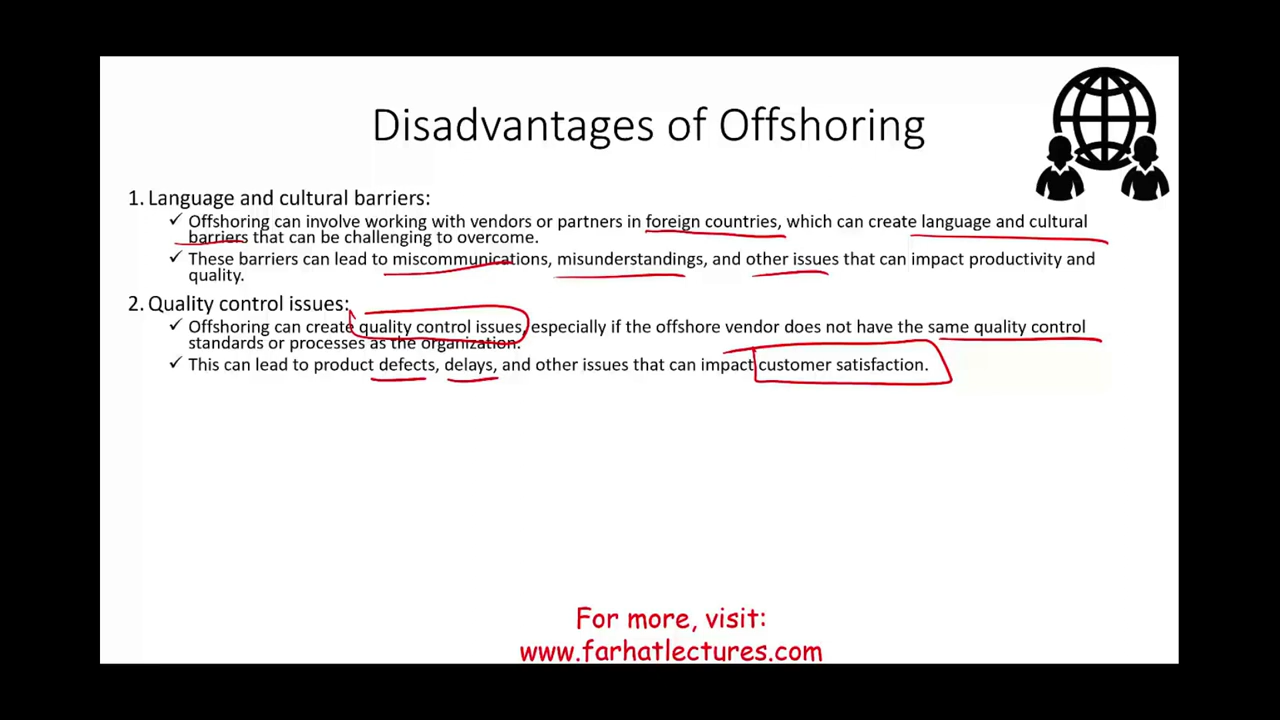 Disadvantages of Offshoring
1. Language and cultural barriers:
✓ Offshoring can involve working with vendors or partners in foreign countries, which can create language and cultural
barriers that can be challenging to overcome.
✓ These barriers can lead to miscommunications, misunderstandings, and other issues that can impact productivity and
quality.
2. Quality control issues:
✓ Offshoring can create quality control issues, especially if the offshore vendor does not have the same quality control
standards or processes as the organization.
✓ This can lead to product defects, delays, and other issues that can impact customer satisfaction.
For more, visit:
www.farhatlectures.com